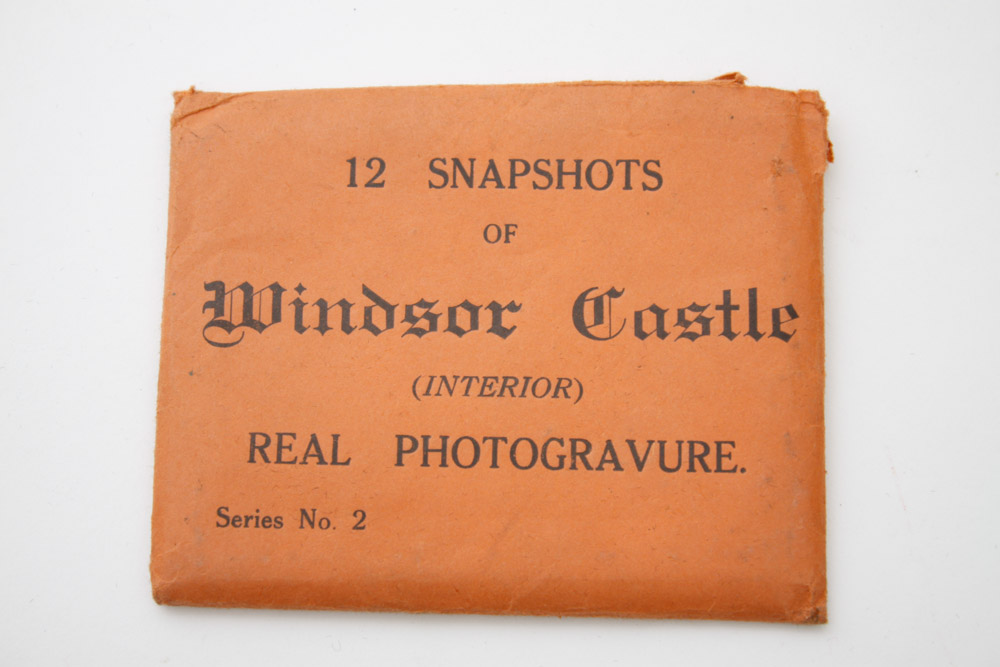 12 SNAPSHOTS
OF
Windsor Castle
(INTERIOR)
REAL PHOTOGRAVURE.
Series No. 2